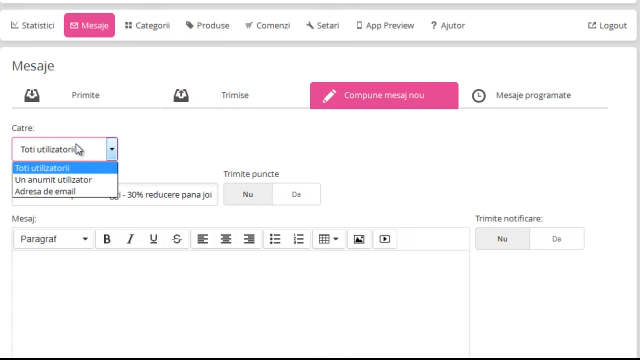 Statistici Mesaje Categorii Produse Comenzi Setari App Preview Ajutor Logout
Mesaje
Primite Trimise Compune mesaj nou Mesaje programate
Catre:
Toti utilizatorii
Toti utilizatorii
Un anumit utilizator
Adresa de email
Trimite puncte
- 30% reducere pana joi Nu Da
Mesaj: Trimite notificare:
Paragraf B I U S Nu Da